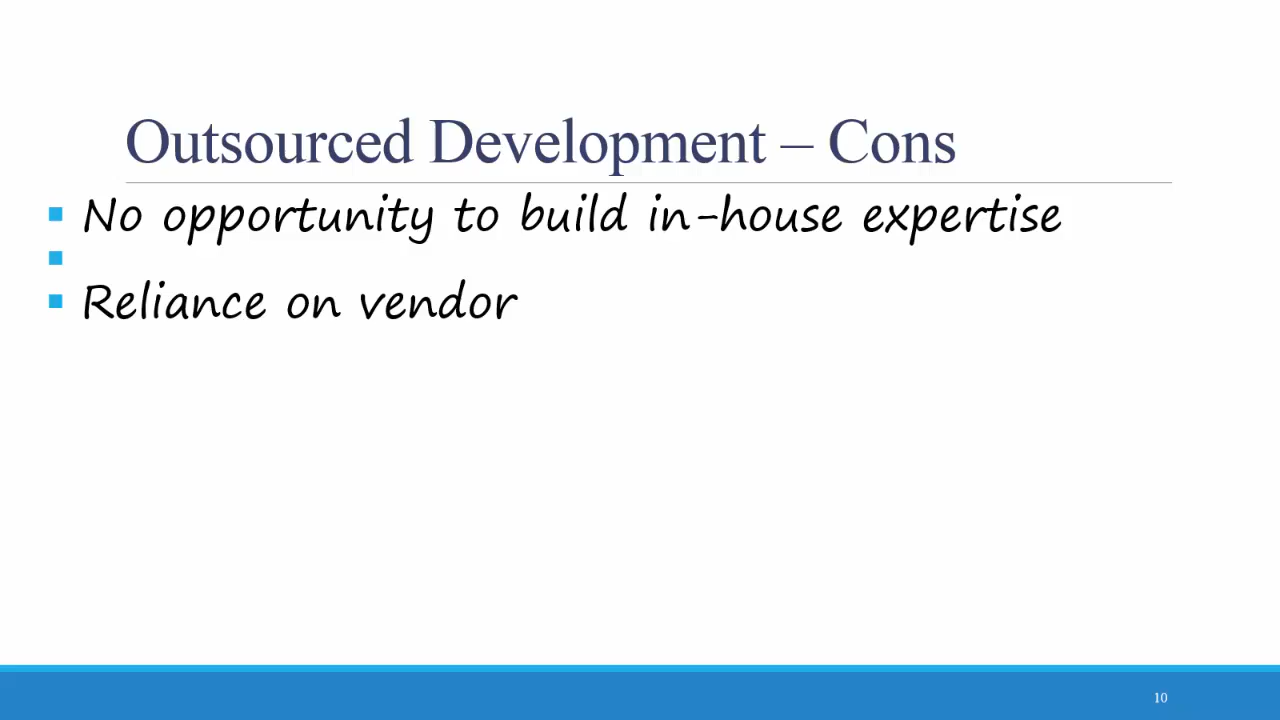 Outsourced Development – Cons
▪ No opportunity to build in-house expertise
▪
▪ Reliance on vendor
10